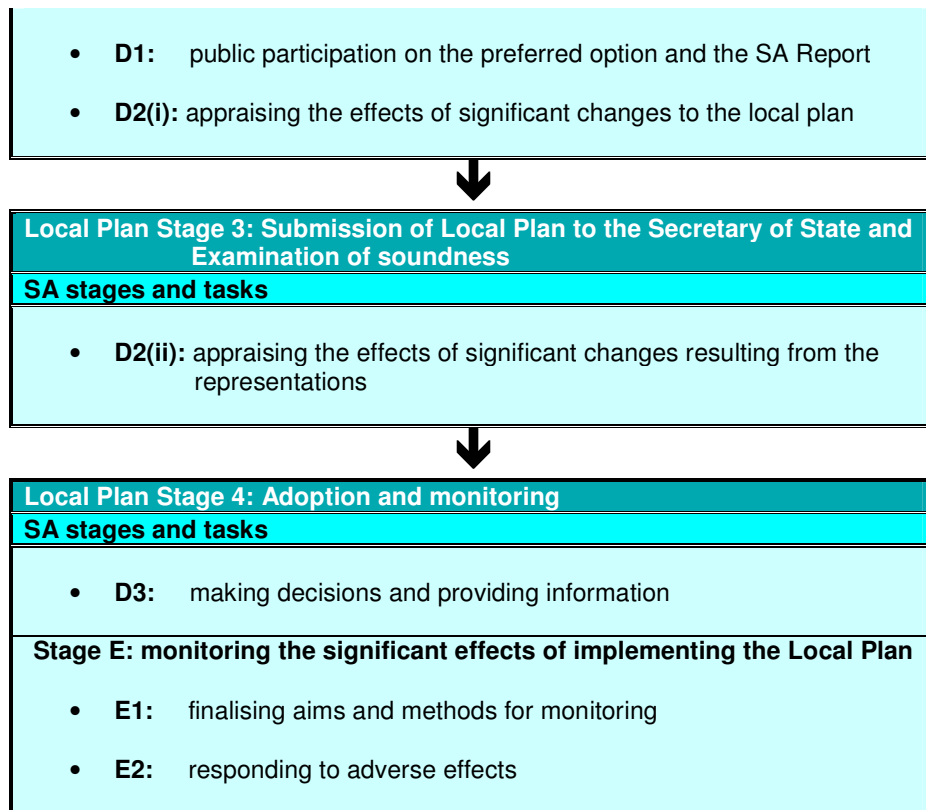 • D1: public participation on the preferred option and the SA Report
• D2(i): appraising the effects of significant changes to the local plan
Local Plan Stage 3: Submission of Local Plan to the Secretary of State and
Examination of soundness
SA stages and tasks
• D2(ii): appraising the effects of significant changes resulting from the
representations
Local Plan Stage 4: Adoption and monitoring
SA stages and tasks
• D3: making decisions and providing information
Stage E: monitoring the significant effects of implementing the Local Plan
• E1: finalising aims and methods for monitoring
• E2: responding to adverse effects